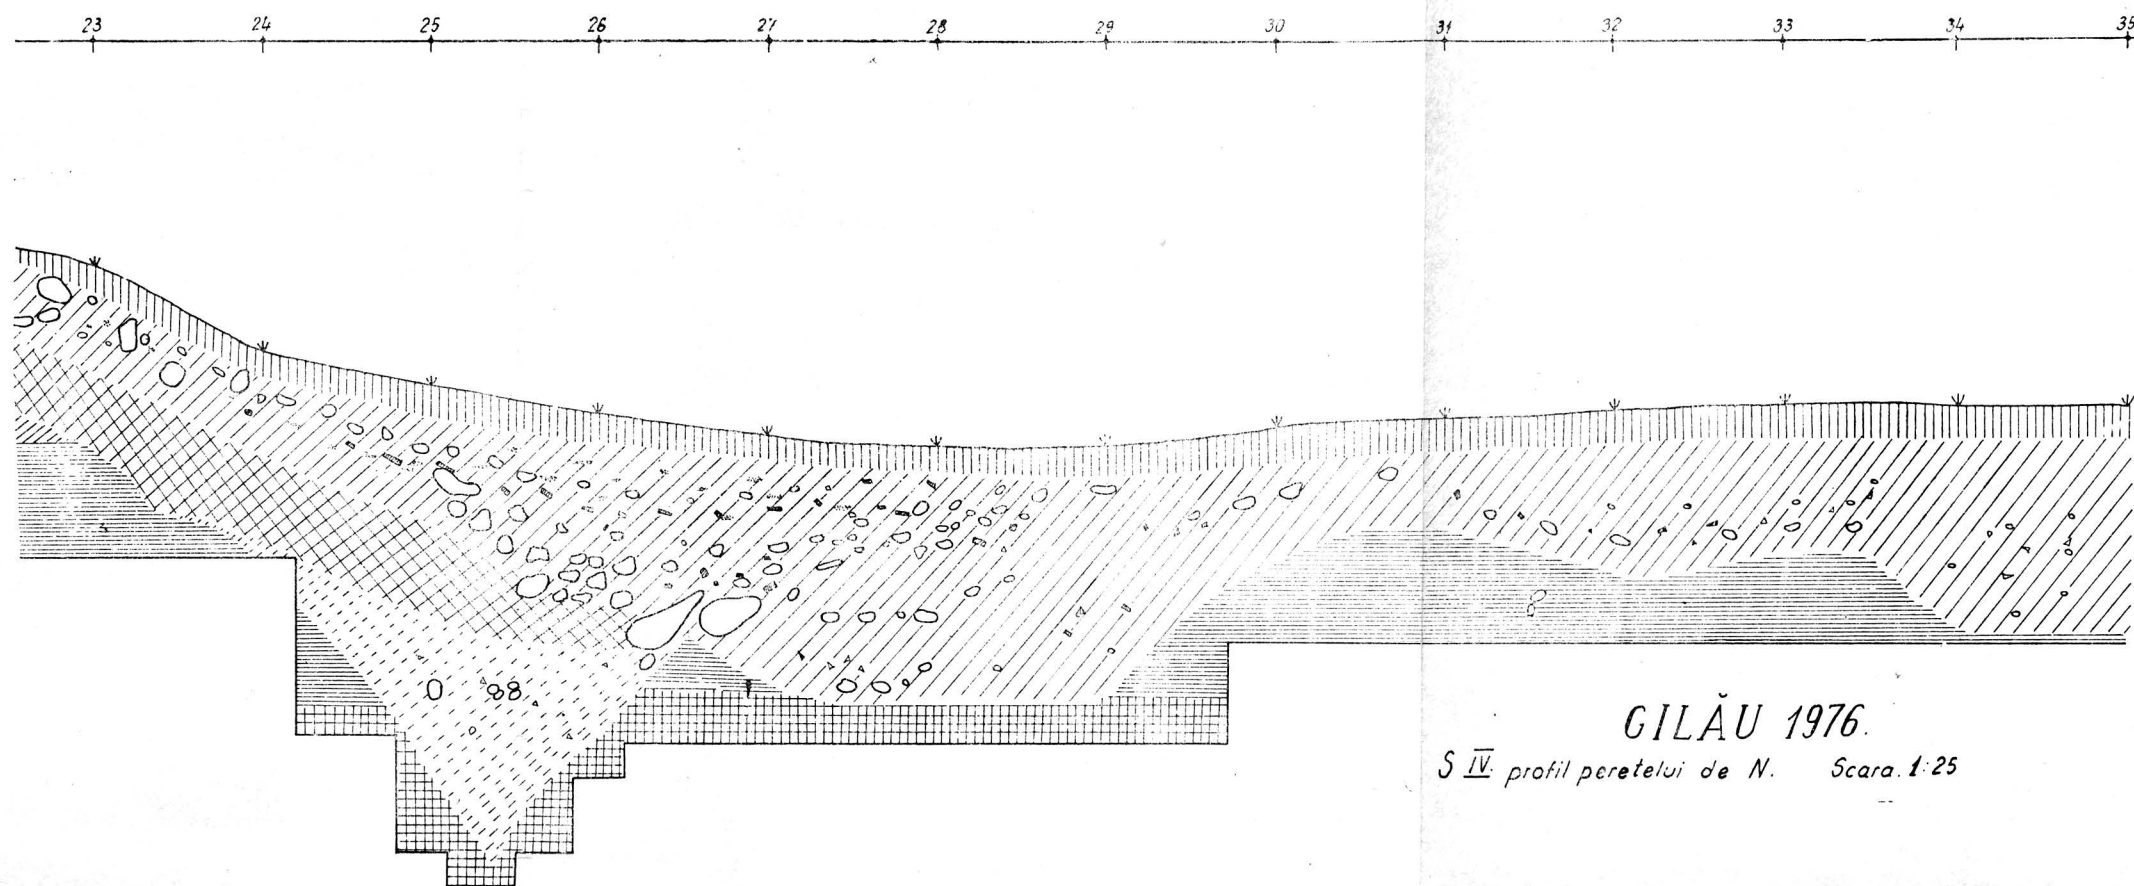 23 24 25 26 27 28 29 30 31 32 33 34 35
GILĂU 1976.
S IV. profil peretelui de N. Scara. 1:25